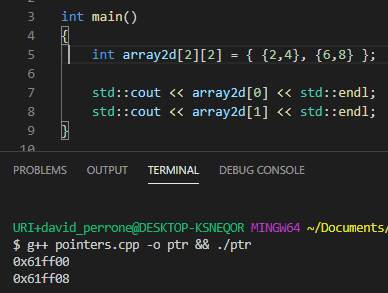 3 int main()
4 {
5 int array2d[2][2] = { {2,4}, {6,8} };
6
7 std::cout << array2d[0] << std::endl;
8 std::cout << array2d[1] << std::endl;
9 }
10
PROBLEMS OUTPUT TERMINAL DEBUG CONSOLE
URI+david_perrone@DESKTOP-KSNEQOR MINGW64 ~/Documents/
$ g++ pointers.cpp -o ptr && ./ptr
0x61ff00
0x61ff08